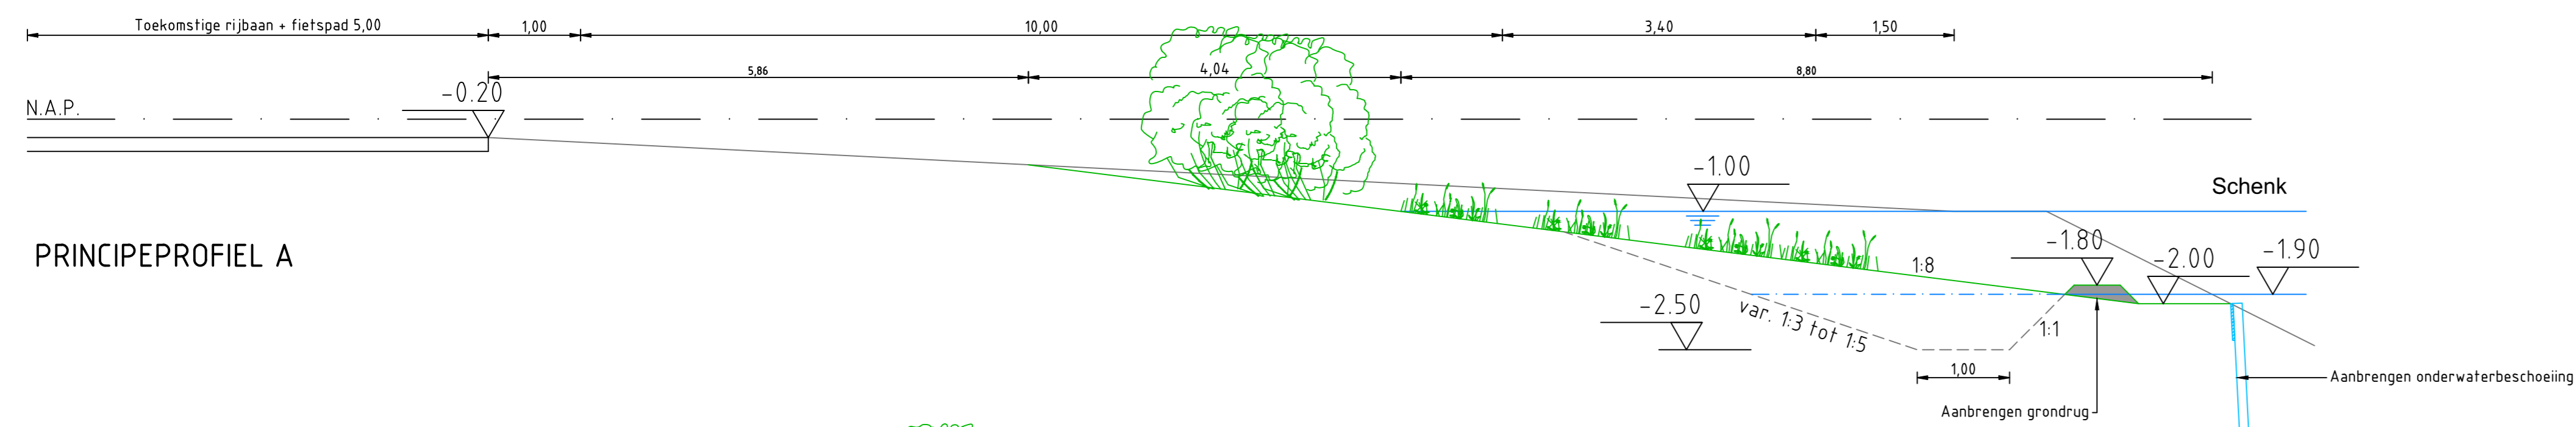 Toekomstige rijbaan + fietspad 5,00
1,00
10,00
3,40
1,50
5,86
4,04
8,80
N.A.P.
-0.20
-1.00
Schenk
PRINCIPEPROFIEL A
-1.80
-2.00
-1.90
1:8
-2.50
var. 1:3 tot 1:5
1:1
1,00
Aanbrengen onderwaterbeschoeiing
Aanbrengen grondrug